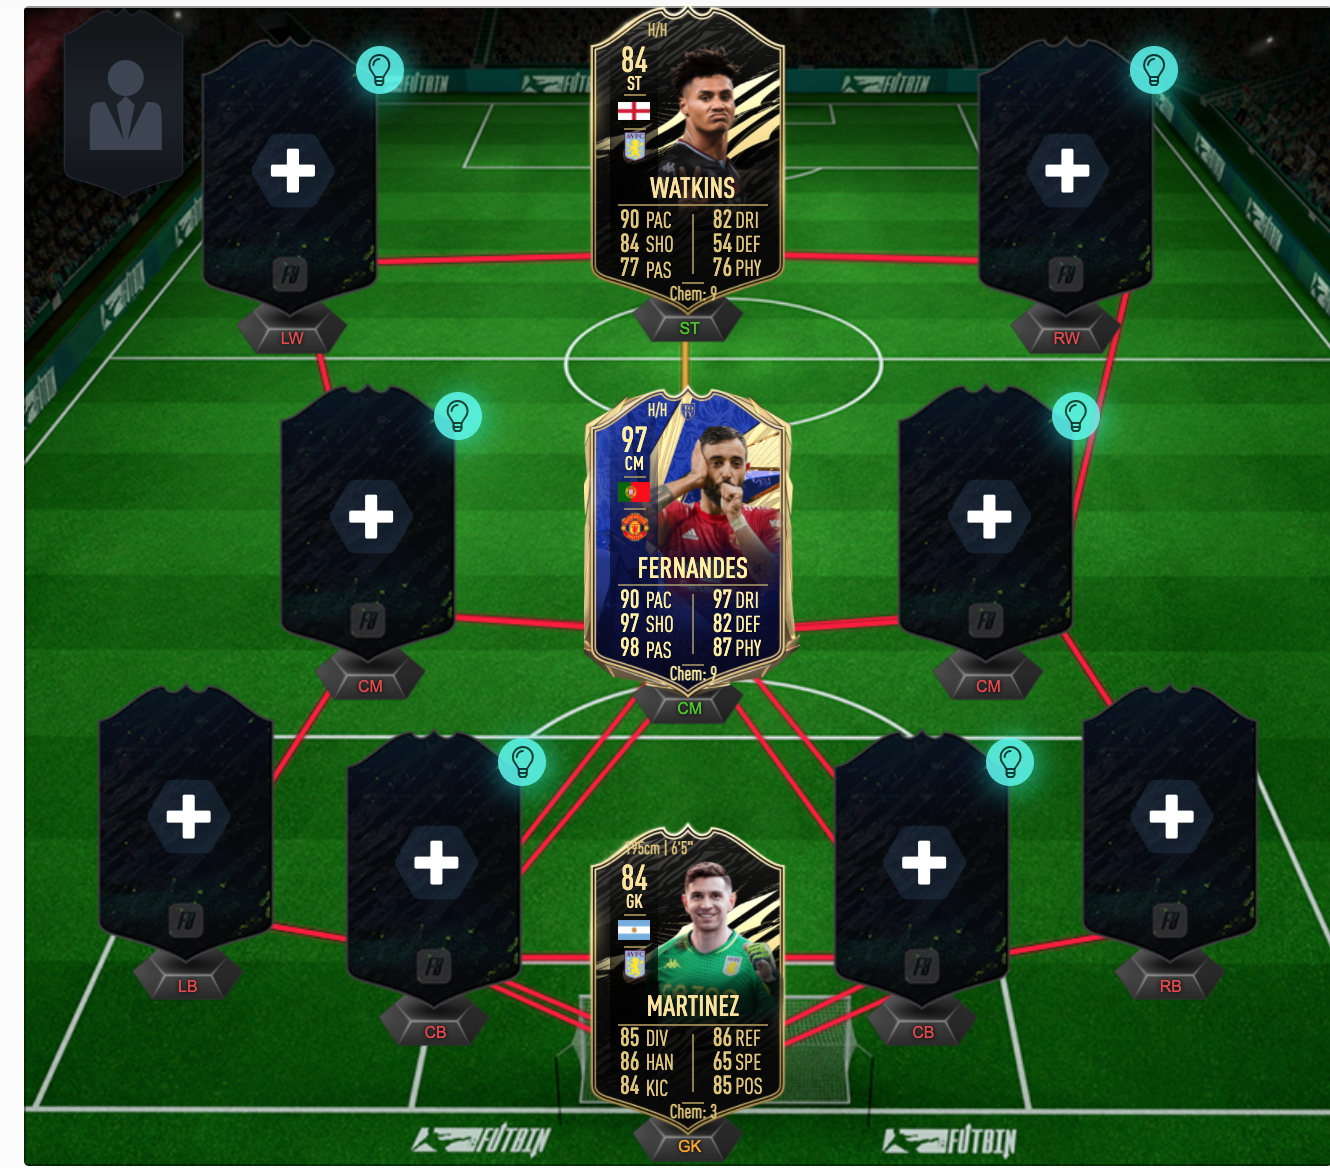 H/H
84
ST
AVFC
WATKINS
90 PAC 82 DRI
84 SHO 54 DEF
77 PAS 76 PHY
Chem: 9
LW
ST
RW
H/H
97
CM
FERNANDES
90 PAC 97 DRI
97 SHO 82 DEF
98 PAS 87 PHY
Chem: 9
CM
CM
CM
195cm | 6'5"
84
GK
AVFC
MARTINEZ
85 DIV 86 REF
86 HAN 65 SPE
84 KIC 85 POS
Chem: 3
LB
CB
CB
RB
GK
FUTBIN
FUTBIN